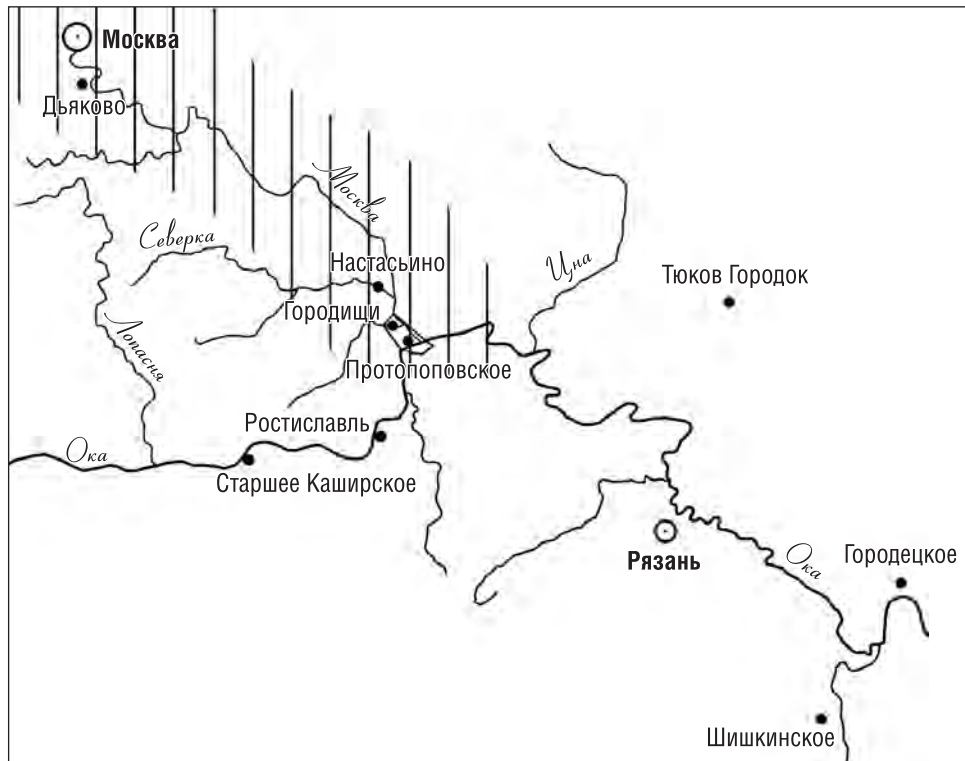 Москва
Дьяково
Москва
Северка
Настасьино
Цна
Тюков Городок
Городищи
Лопасня
Протопоповское
Ростиславль
Ока
Старшее Каширское
Рязань
Ока
Городецкое
Шишкинское